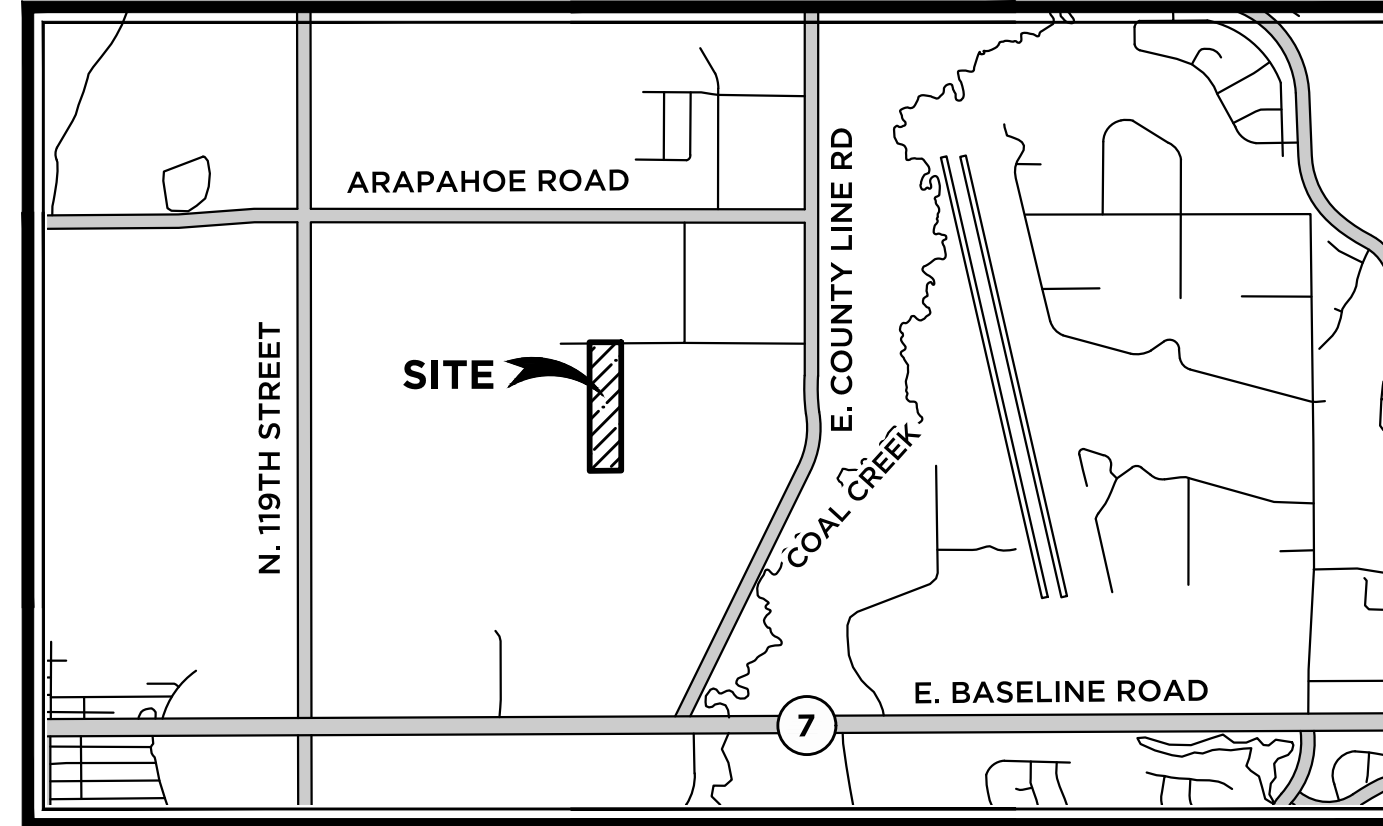 ARAPAHOE ROAD
E. COUNTY LINE RD
N. 119TH STREET
SITE
COAL CREEK
E. BASELINE ROAD
7